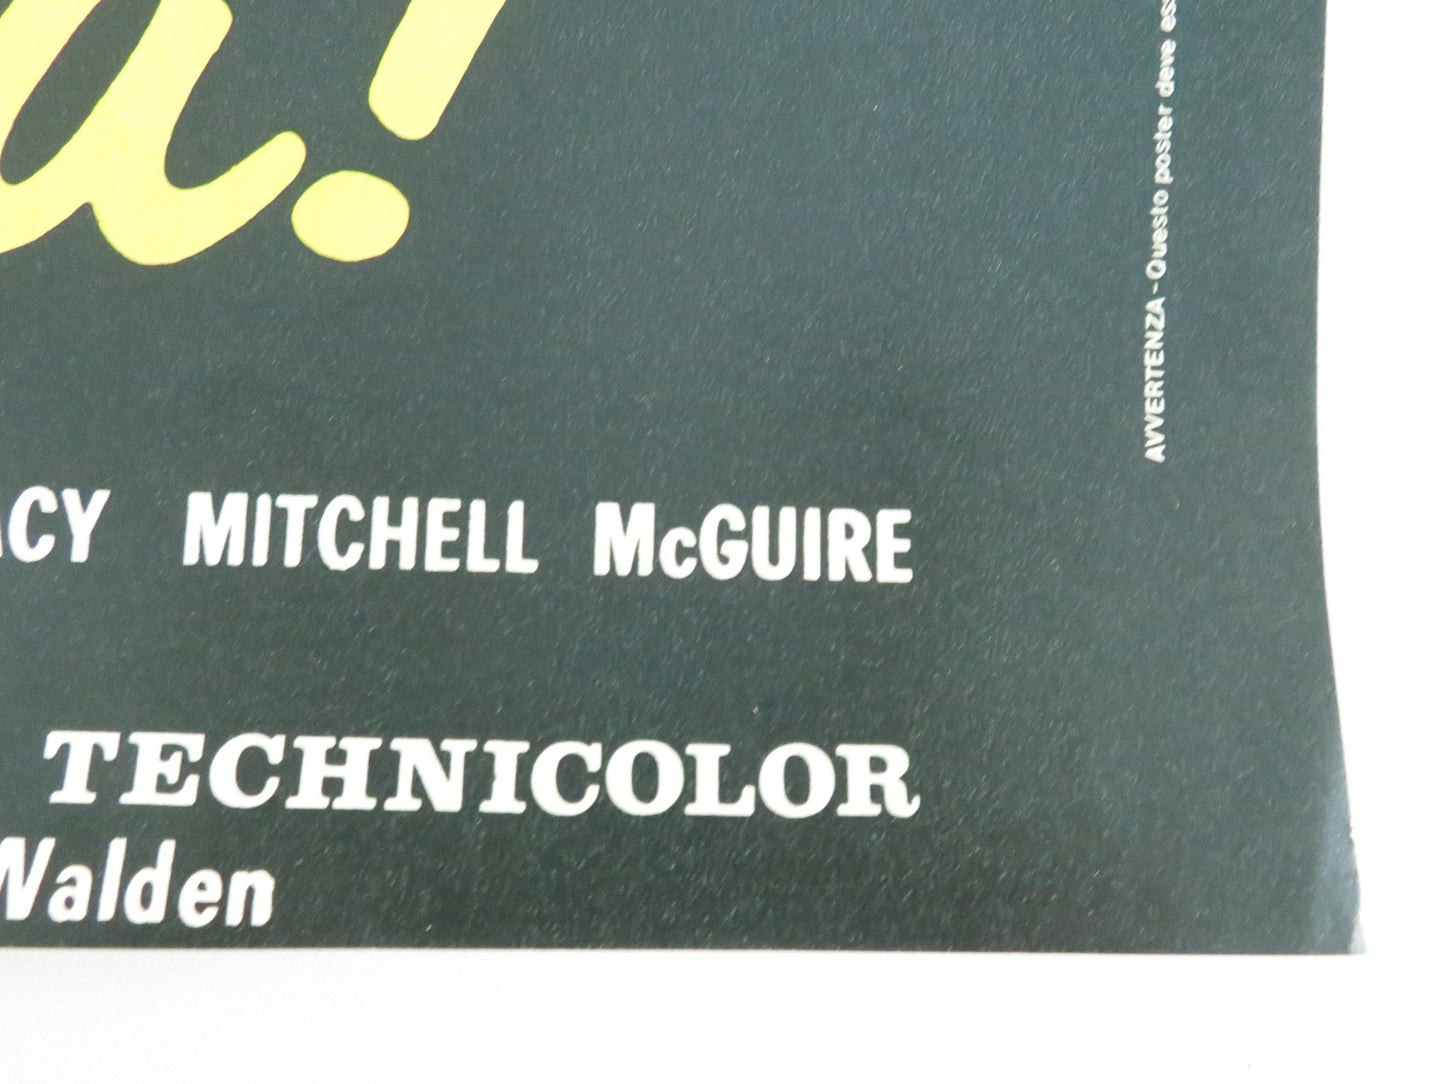 a!
ACY MITCHELL McGUIRE
TECHNICOLOR
Walden
AVVERTENZA - Questo poster deve ess